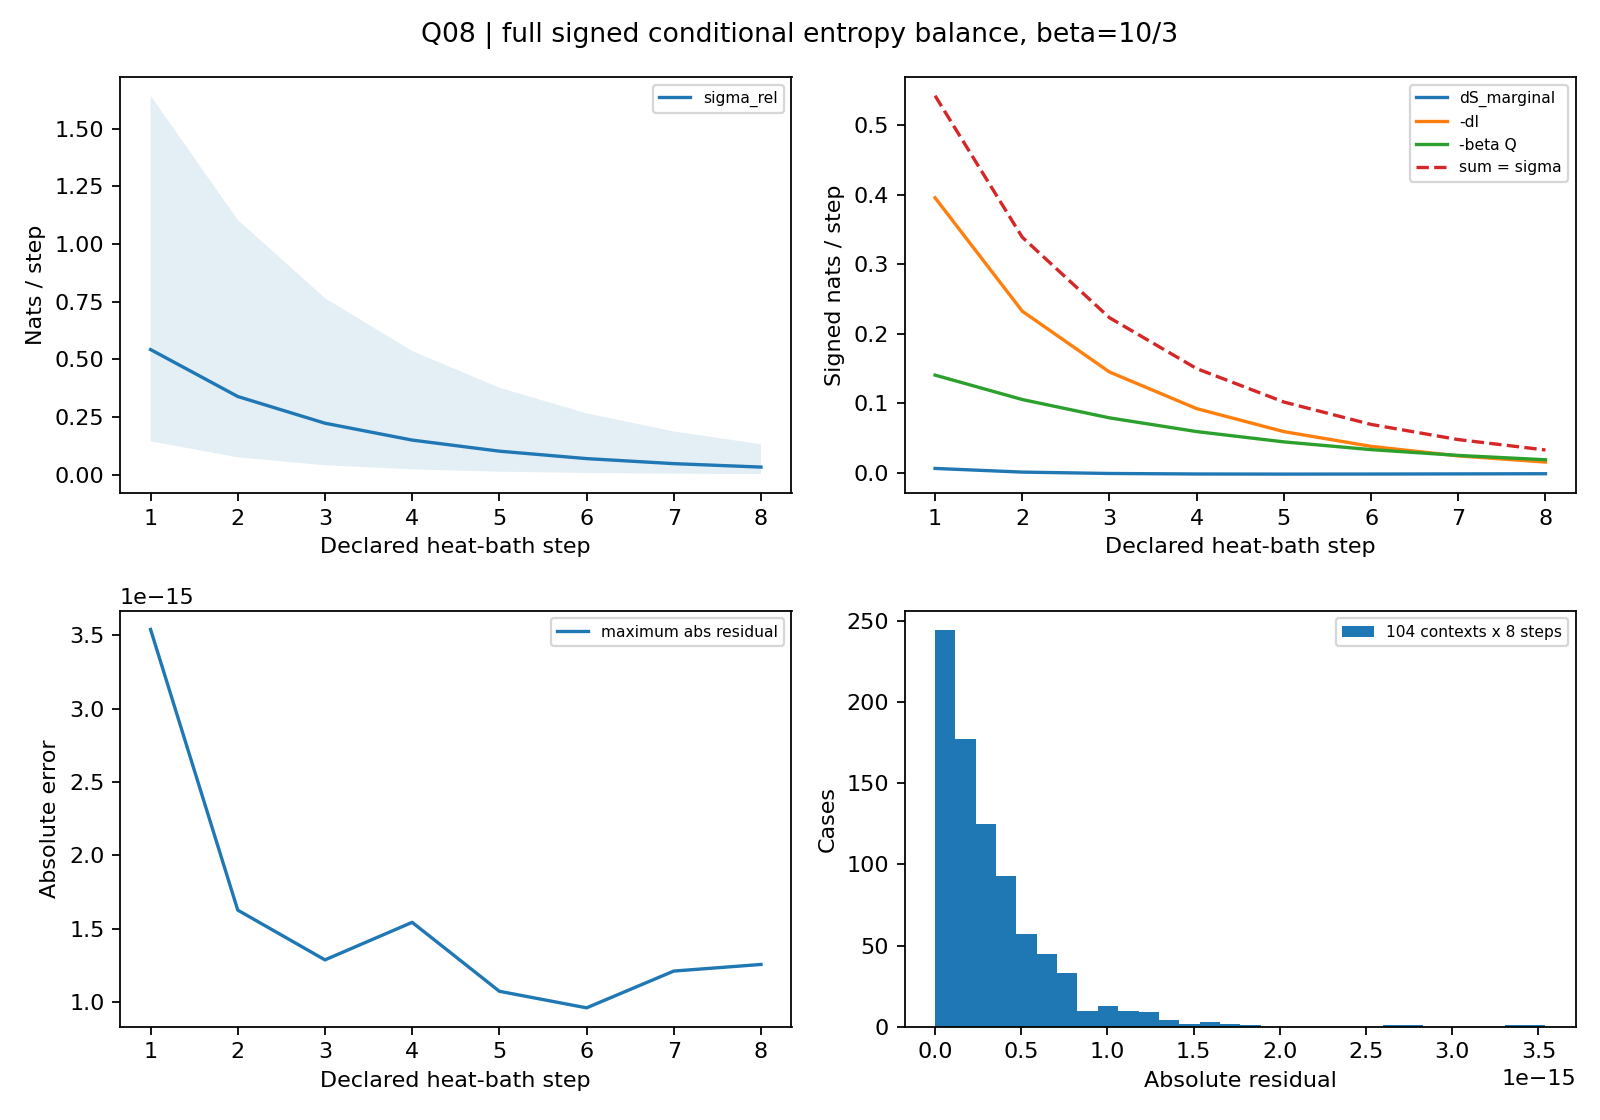 Q08 | full signed conditional entropy balance, beta=10/3
sigma_rel
1.50
1.25
1.00
0.75
0.50
0.25
0.00
Nats / step
1 2 3 4 5 6 7 8
Declared heat-bath step
dS_marginal
-dI
-beta Q
sum = sigma
0.5
0.4
0.3
0.2
0.1
0.0
Signed nats / step
1 2 3 4 5 6 7 8
Declared heat-bath step
1e−15
maximum abs residual
3.5
3.0
2.5
2.0
1.5
1.0
Absolute error
1 2 3 4 5 6 7 8
Declared heat-bath step
104 contexts x 8 steps
250
200
150
100
50
0
Cases
0.0 0.5 1.0 1.5 2.0 2.5 3.0 3.5
Absolute residual
1e−15